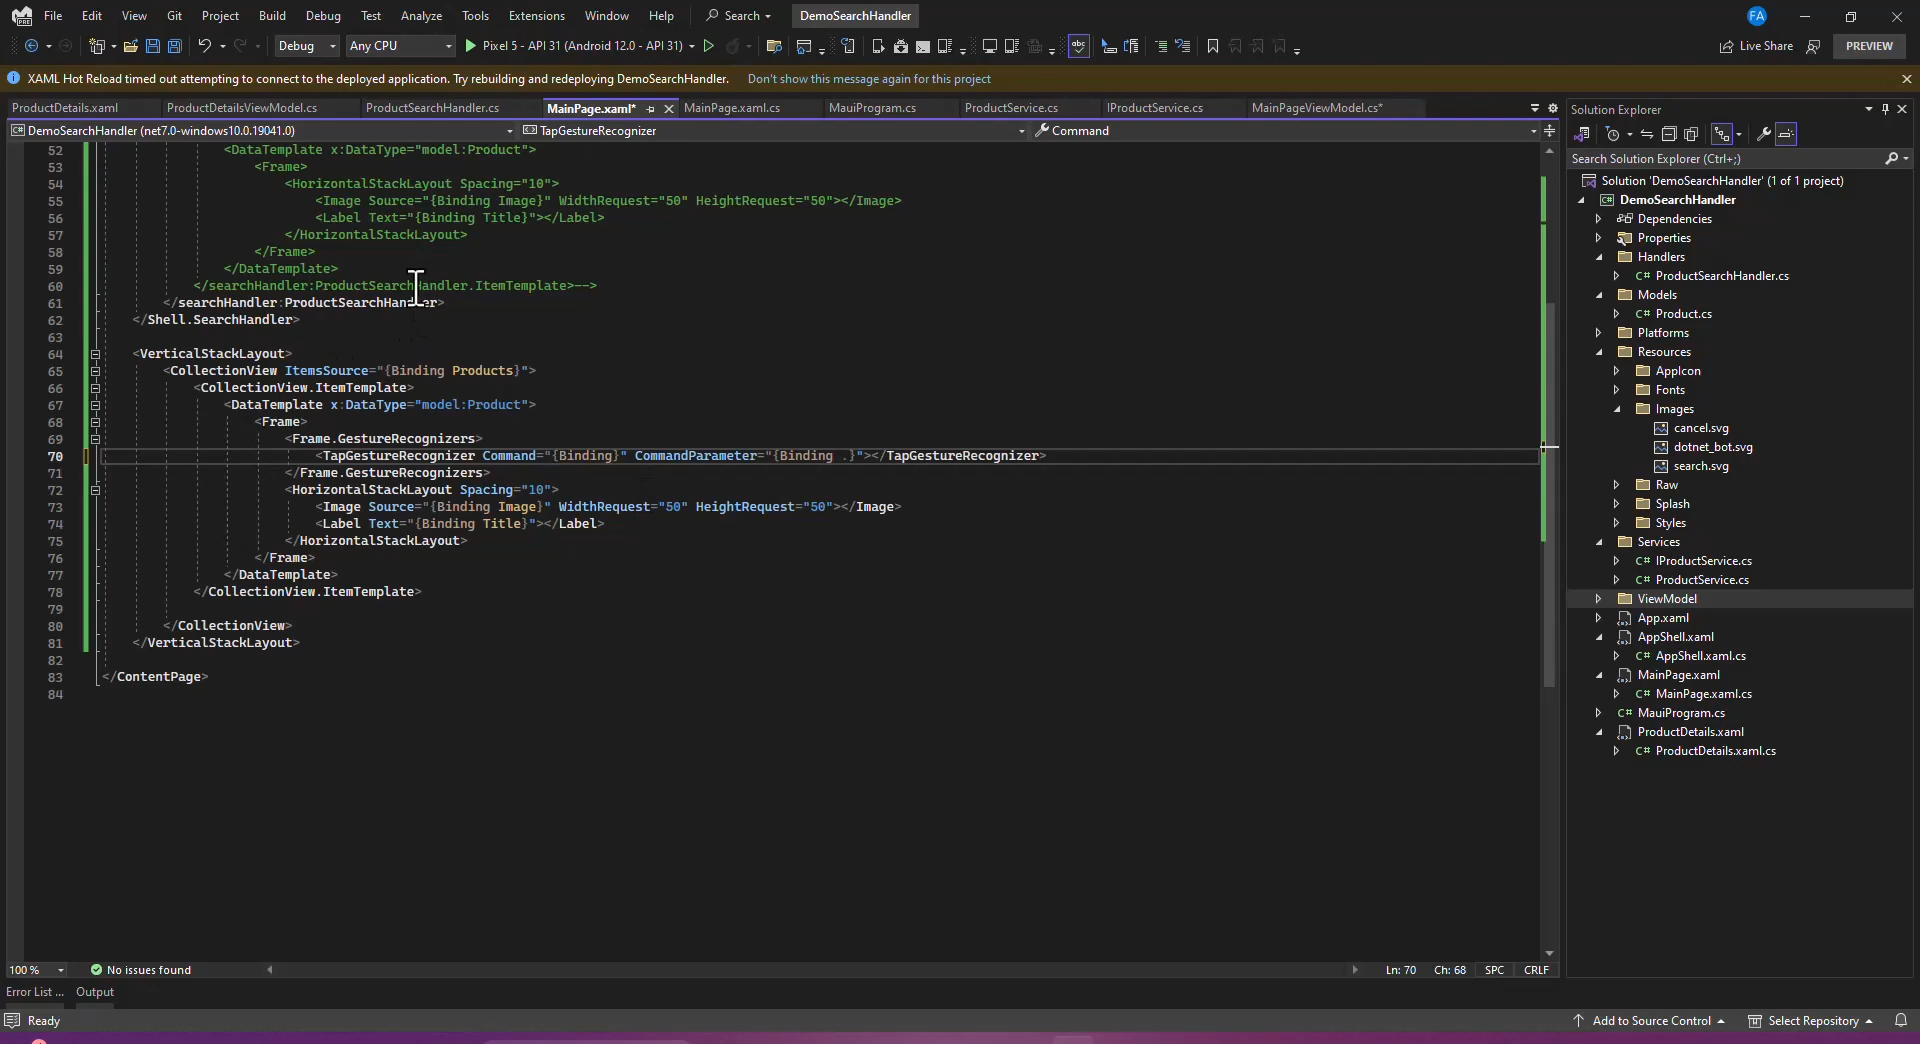 File Edit View Git Project Build Debug Test Analyze Tools Extensions Window Help Search DemoSearchHandler FA
Debug Any CPU Pixel 5 - API 31 (Android 12.0 - API 31) Live Share PREVIEW
XAML Hot Reload timed out attempting to connect to the deployed application. Try rebuilding and redeploying DemoSearchHandler. Don't show this message again for this project
ProductDetails.xaml ProductDetailsViewModel.cs ProductSearchHandler.cs MainPage.xaml* MainPage.xaml.cs MauiProgram.cs ProductService.cs IProductService.cs MainPageViewModel.cs*
DemoSearchHandler (net7.0-windows10.0.19041.0) TapGestureRecognizer Command
52 <DataTemplate x:DataType="model:Product">
53 <Frame>
54 <HorizontalStackLayout Spacing="10">
55 <Image Source="{Binding Image}" WidthRequest="50" HeightRequest="50"></Image>
56 <Label Text="{Binding Title}"></Label>
57 </HorizontalStackLayout>
58 </Frame>
59 </DataTemplate>
60 </searchHandler:ProductSearchHandler.ItemTemplate>-->
61 </searchHandler:ProductSearchHandler>
62 </Shell.SearchHandler>
63
64 <VerticalStackLayout>
65 <CollectionView ItemsSource="{Binding Products}">
66 <CollectionView.ItemTemplate>
67 <DataTemplate x:DataType="model:Product">
68 <Frame>
69 <Frame.GestureRecognizers>
70 <TapGestureRecognizer Command="{Binding}" CommandParameter="{Binding .}"></TapGestureRecognizer>
71 </Frame.GestureRecognizers>
72 <HorizontalStackLayout Spacing="10">
73 <Image Source="{Binding Image}" WidthRequest="50" HeightRequest="50"></Image>
74 <Label Text="{Binding Title}"></Label>
75 </HorizontalStackLayout>
76 </Frame>
77 </DataTemplate>
78 </CollectionView.ItemTemplate>
79
80 </CollectionView>
81 </VerticalStackLayout>
82
83 </ContentPage>
84
100 % No issues found Ln: 70 Ch: 68 SPC CRLF
Error List ... Output
Solution Explorer
Search Solution Explorer (Ctrl+;)
Solution 'DemoSearchHandler' (1 of 1 project)
C# DemoSearchHandler
Dependencies
Properties
Handlers
C# ProductSearchHandler.cs
Models
C# Product.cs
Platforms
Resources
AppIcon
Fonts
Images
cancel.svg
dotnet_bot.svg
search.svg
Raw
Splash
Styles
Services
C# IProductService.cs
C# ProductService.cs
ViewModel
App.xaml
AppShell.xaml
C# AppShell.xaml.cs
MainPage.xaml
C# MainPage.xaml.cs
C# MauiProgram.cs
ProductDetails.xaml
C# ProductDetails.xaml.cs
Ready Add to Source Control Select Repository